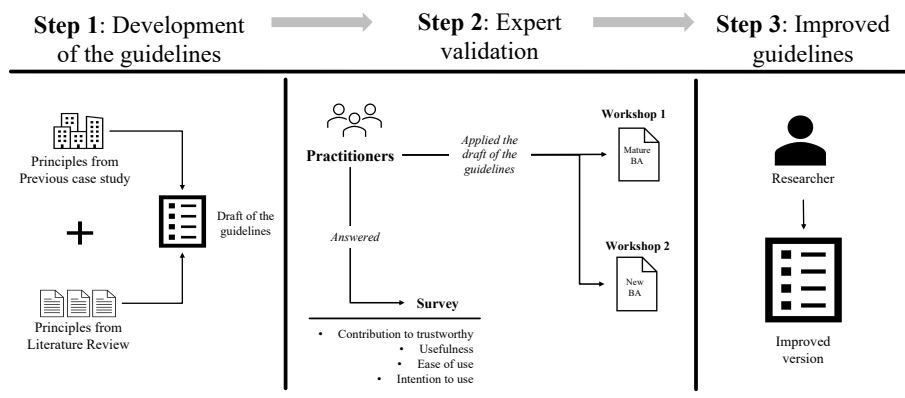 Step 1: Development
of the guidelines
Step 2: Expert
validation
Step 3: Improved
guidelines
Principles from
Previous case study
+
Principles from
Literature Review
Draft of the
guidelines
Practitioners
Applied the
draft of the
guidelines
Workshop 1
Mature
BA
Workshop 2
New
BA
Answered
Survey
• Contribution to trustworthy
• Usefulness
• Ease of use
• Intention to use
Researcher
Improved
version